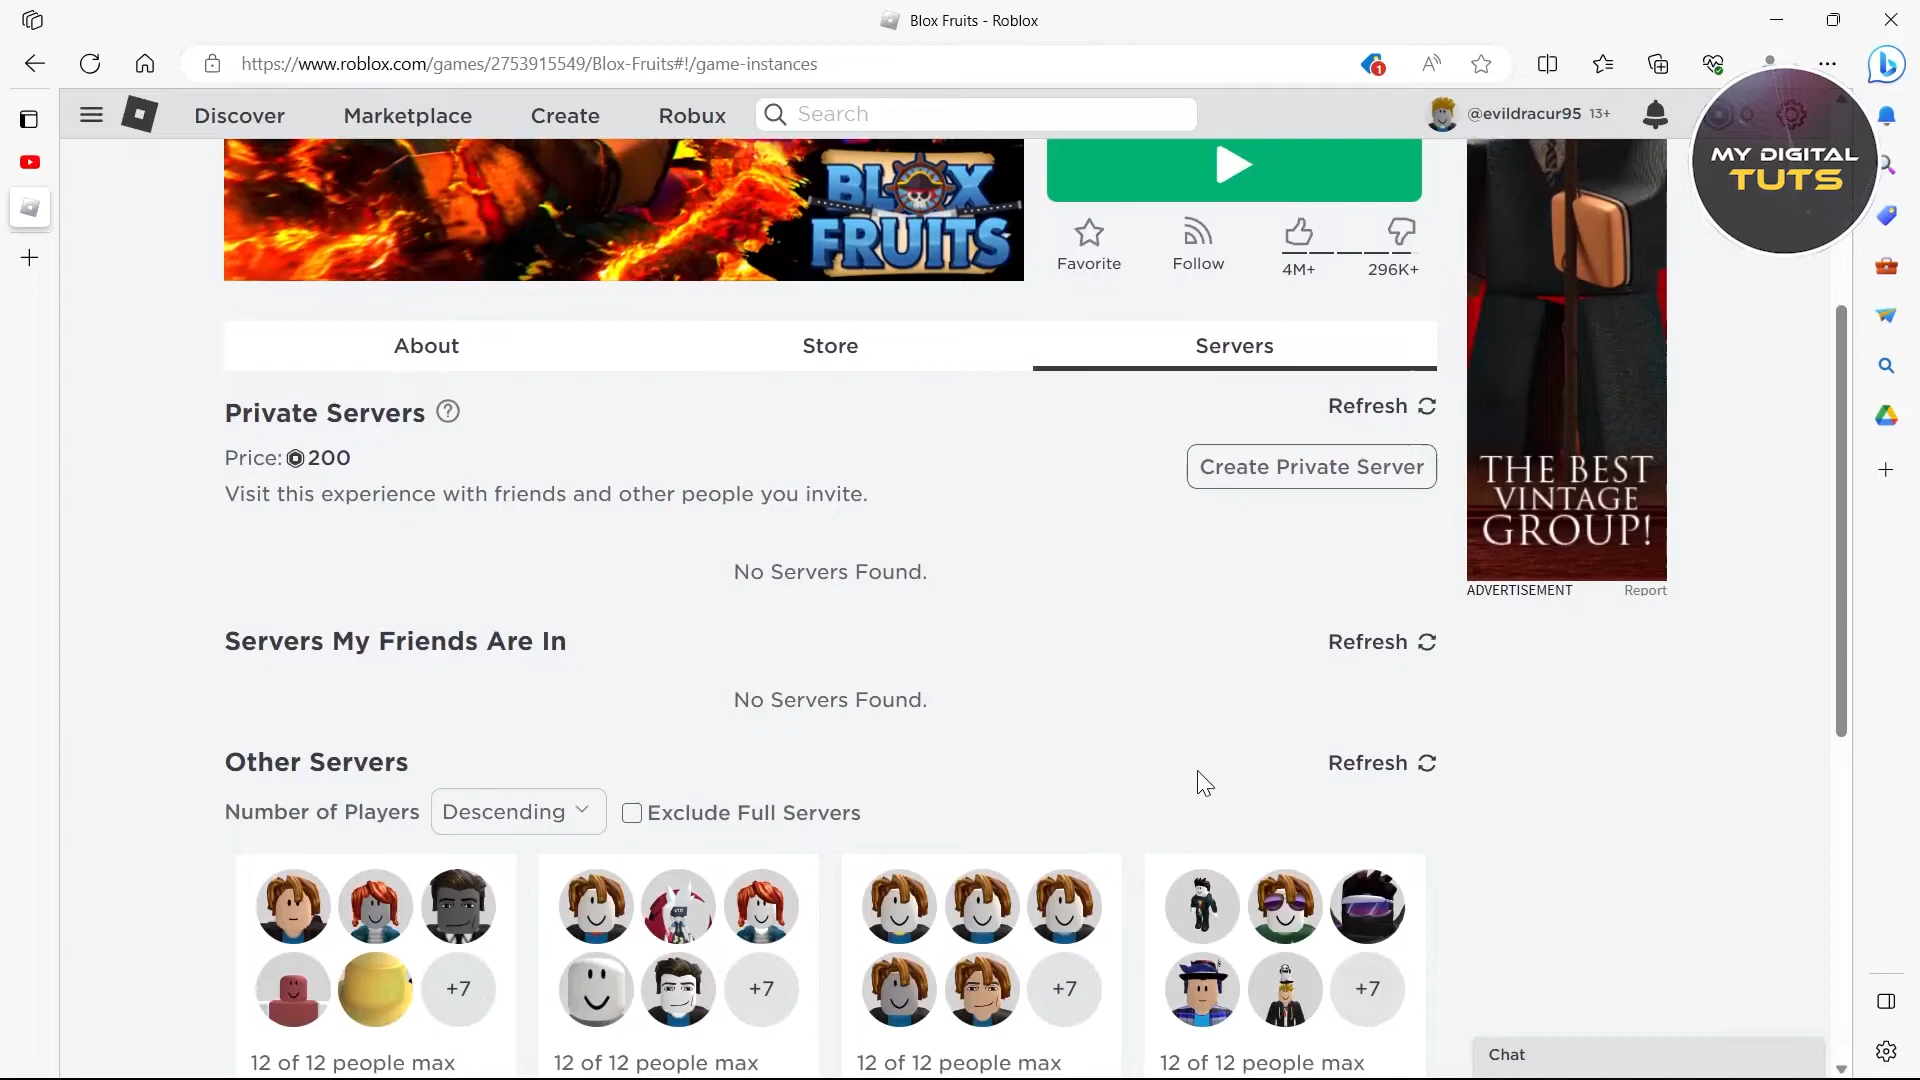 Blox Fruits - Roblox
https://www.roblox.com/games/2753915549/Blox-Fruits#!/game-instances
1
Discover
Marketplace
Create
Robux
Search
@evildracur95 13+
MY DIGITAL
TUTS
BLOX
FRUITS
Favorite
Follow
4M+
296K+
About
Store
Servers
Private Servers
Refresh
Price: 200
Create Private Server
Visit this experience with friends and other people you invite.
No Servers Found.
THE BEST
VINTAGE
GROUP!
ADVERTISEMENT
Report
Servers My Friends Are In
Refresh
No Servers Found.
Other Servers
Refresh
Number of Players
Descending
Exclude Full Servers
+7
+7
+7
+7
12 of 12 people max
12 of 12 people max
12 of 12 people max
12 of 12 people max
Chat